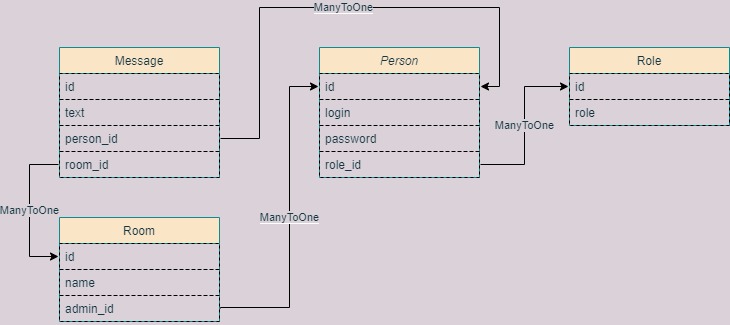 ManyToOne
Message
id
text
person_id
room_id
Person
id
login
password
role_id
Role
id
role
ManyToOne
ManyToOne
ManyToOne
Room
id
name
admin_id